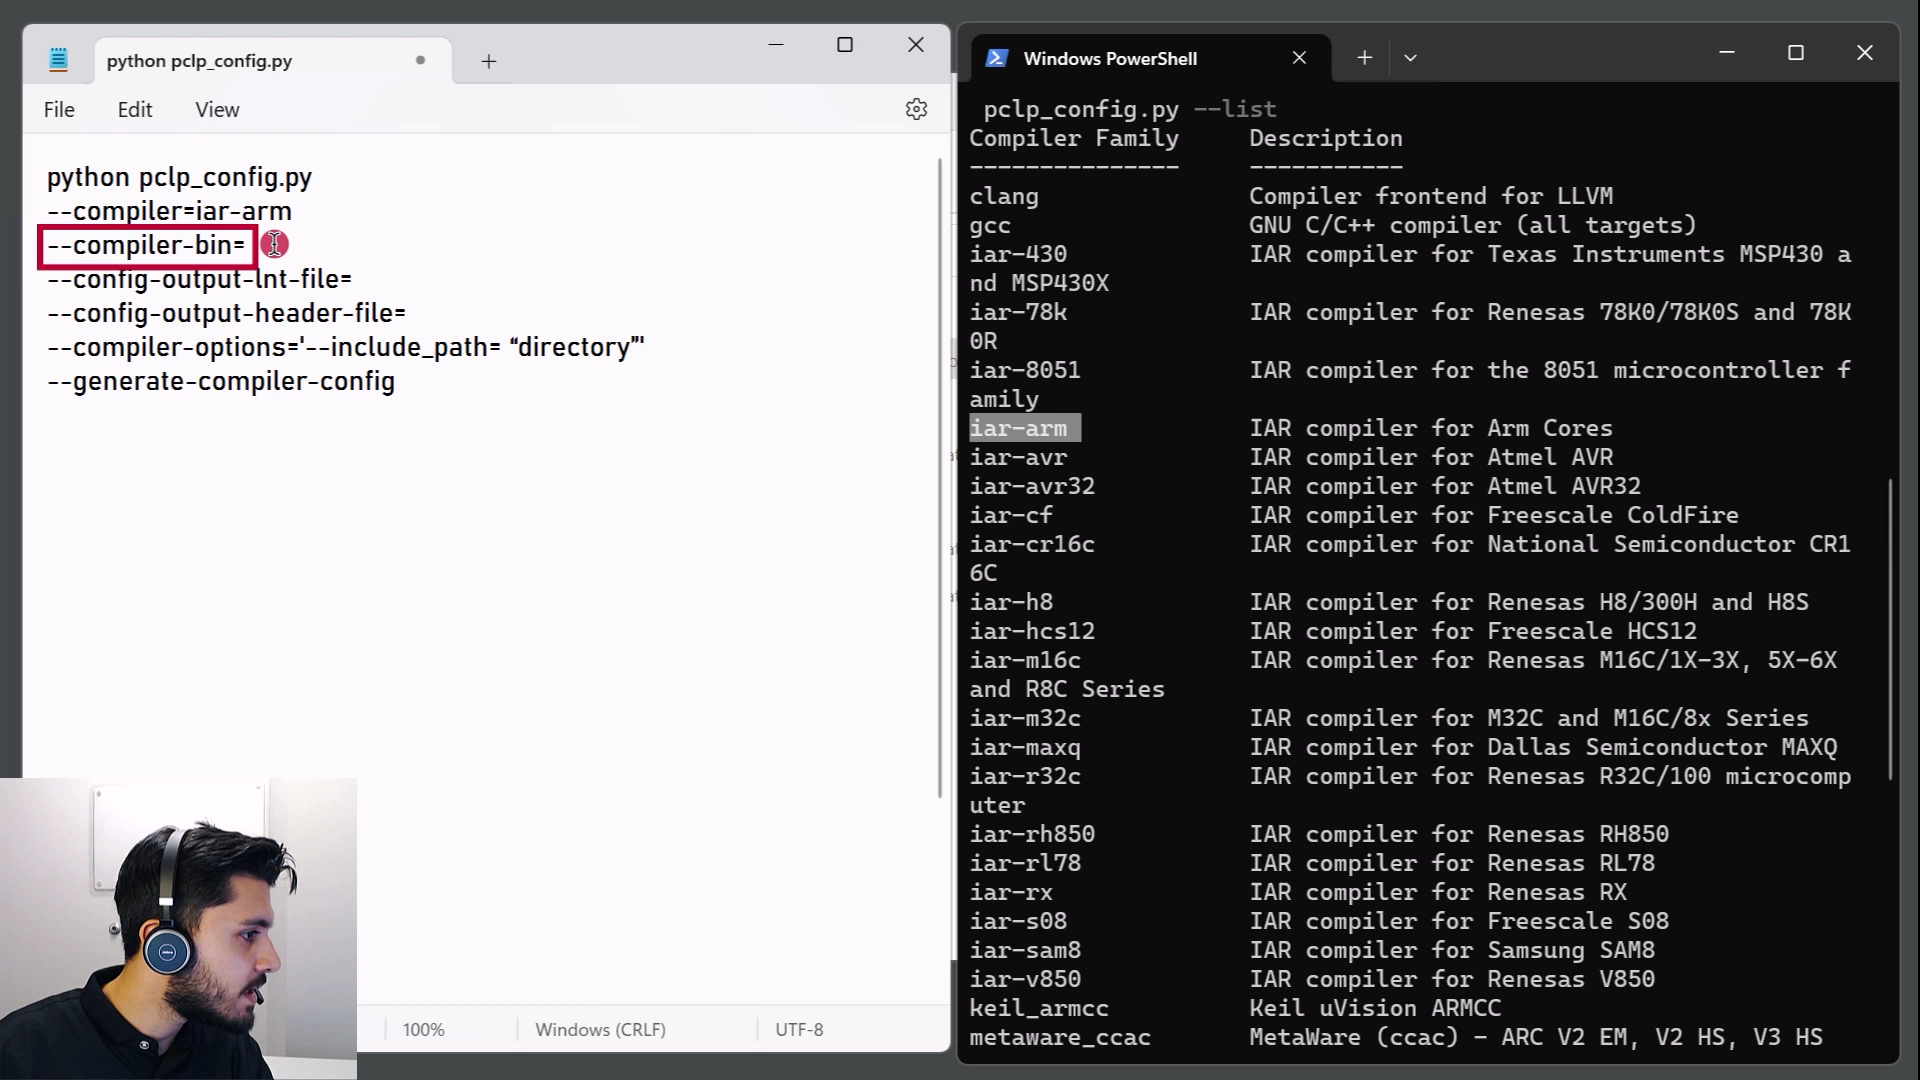 python pclp_config.py
File Edit View
python pclp_config.py
--compiler=iar-arm
--compiler-bin=
--config-output-lnt-file=
--config-output-header-file=
--compiler-options='--include_path= “directory”'
--generate-compiler-config
100% Windows (CRLF) UTF-8
Windows PowerShell
pclp_config.py --list
Compiler Family Description
--------------- -----------
clang Compiler frontend for LLVM
gcc GNU C/C++ compiler (all targets)
iar-430 IAR compiler for Texas Instruments MSP430 a
nd MSP430X
iar-78k IAR compiler for Renesas 78K0/78K0S and 78K
0R
iar-8051 IAR compiler for the 8051 microcontroller f
amily
iar-arm IAR compiler for Arm Cores
iar-avr IAR compiler for Atmel AVR
iar-avr32 IAR compiler for Atmel AVR32
iar-cf IAR compiler for Freescale ColdFire
iar-cr16c IAR compiler for National Semiconductor CR1
6C
iar-h8 IAR compiler for Renesas H8/300H and H8S
iar-hcs12 IAR compiler for Freescale HCS12
iar-m16c IAR compiler for Renesas M16C/1X-3X, 5X-6X
and R8C Series
iar-m32c IAR compiler for M32C and M16C/8x Series
iar-maxq IAR compiler for Dallas Semiconductor MAXQ
iar-r32c IAR compiler for Renesas R32C/100 microcomp
uter
iar-rh850 IAR compiler for Renesas RH850
iar-rl78 IAR compiler for Renesas RL78
iar-rx IAR compiler for Renesas RX
iar-s08 IAR compiler for Freescale S08
iar-sam8 IAR compiler for Samsung SAM8
iar-v850 IAR compiler for Renesas V850
keil_armcc Keil uVision ARMCC
metaware_ccac MetaWare (ccac) - ARC V2 EM, V2 HS, V3 HS